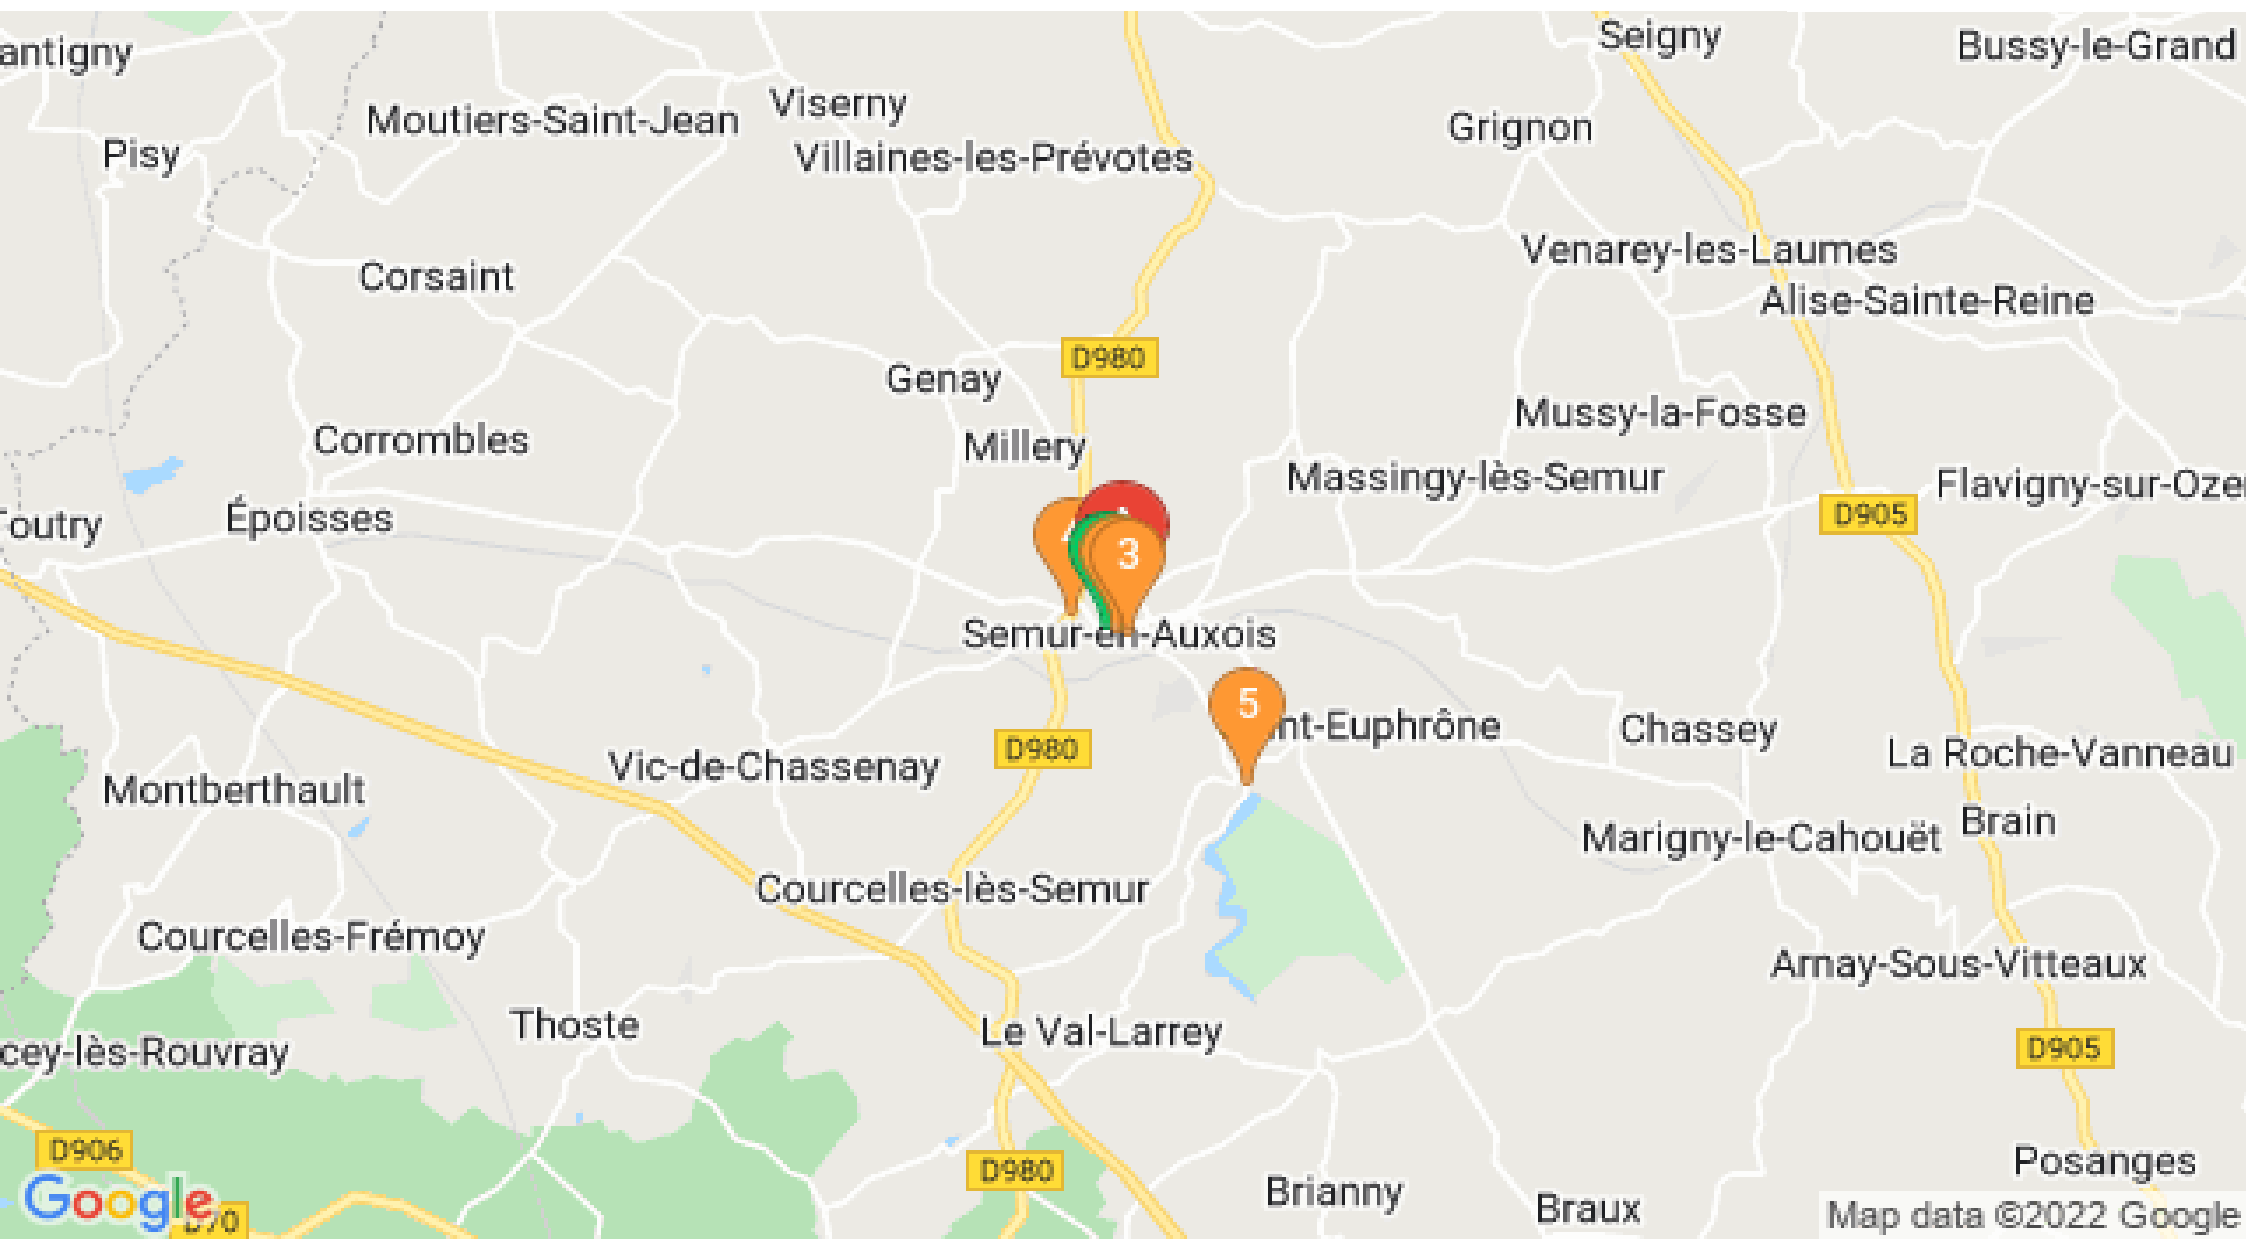 Seigny
Bussy-le-Grand
antigny
Viserny
Moutiers-Saint-Jean
Grignon
Pisy
Villaines-les-Prévotes
Venarey-les-Laumes
Corsaint
Alise-Sainte-Reine
D980
Genay
Mussy-la-Fosse
Corrombles
Millery
Massingy-lès-Semur
Flavigny-sur-Oze
D905
Époisses
outry
3
Semur-en-Auxois
5
nt-Euphrône
Chassey
D980
La Roche-Vanneau
Vic-de-Chassenay
Montberthault
Brain
Marigny-le-Cahouët
Courcelles-lès-Semur
Courcelles-Frémoy
Arnay-Sous-Vitteaux
Thoste
Le Val-Larrey
D905
cey-lès-Rouvray
D906
Posanges
D980
Brianny
Google
Braux
Map data ©2022 Google